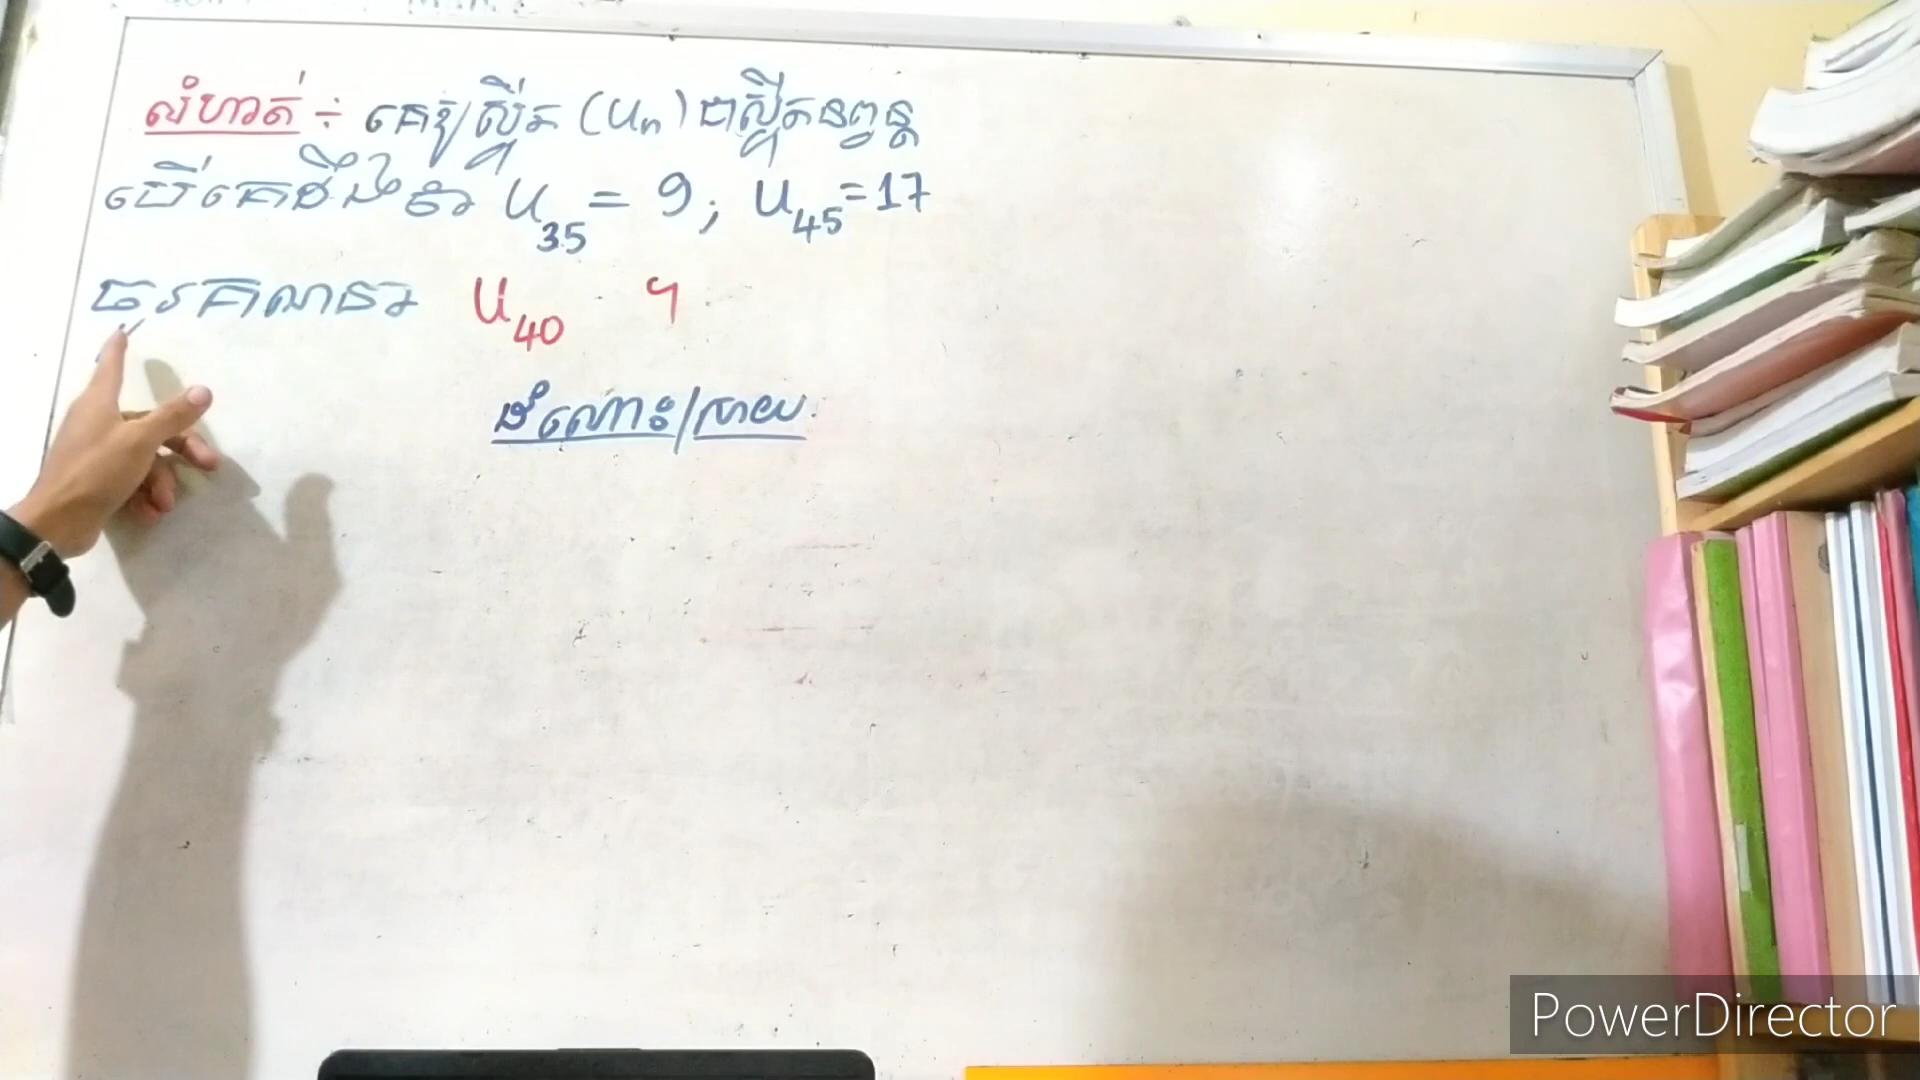 លំហាត់ ÷ គេឱ្យស្វ៊ីត (Un) ជាស្វ៊ីតនព្វន្ត
បើគេដឹងថា U35 = 9 ; U45 = 17
ចូរគណនា U40 ។
ដំណោះស្រាយ
PowerDirector